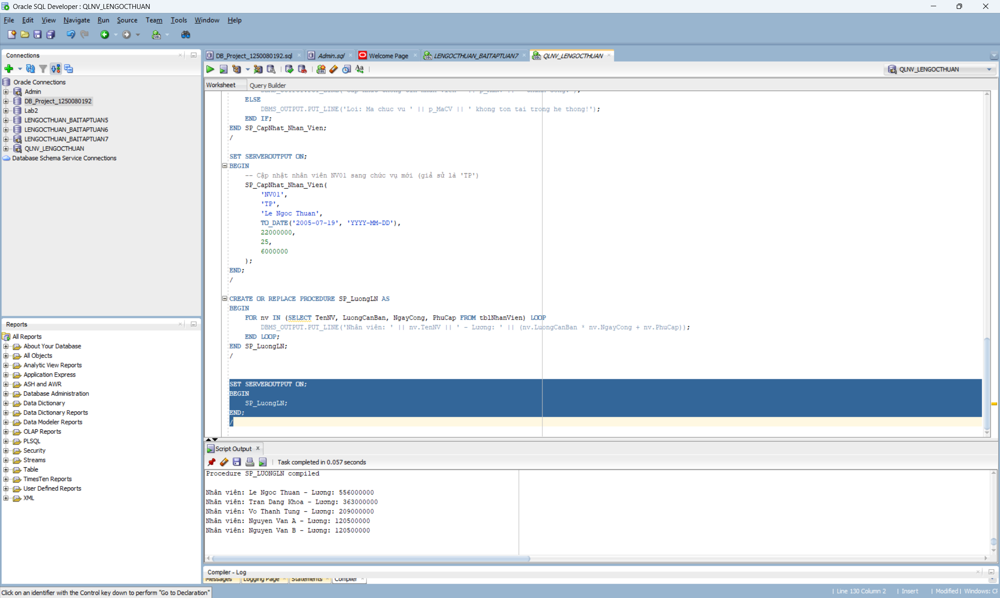 Oracle SQL Developer : QLNV_LENGOCTHUAN
File Edit View Navigate Run Source Team Tools Window Help
Connections
Oracle Connections
Admin
DB_Project_1250080192
Lab2
LENGOCTHUAN_BAITAPTUAN5
LENGOCTHUAN_BAITAPTUAN6
LENGOCTHUAN_BAITAPTUAN7
QLNV_LENGOCTHUAN
Database Schema Service Connections
Reports
All Reports
About Your Database
All Objects
Analytic View Reports
Application Express
ASH and AWR
Database Administration
Data Dictionary
Data Dictionary Reports
Data Modeler Reports
OLAP Reports
PLSQL
Security
Streams
Table
TimesTen Reports
User Defined Reports
XML
DB_Project_1250080192.sql Admin.sql Welcome Page LENGOCTHUAN_BAITAPTUAN7 QLNV_LENGOCTHUAN
QLNV_LENGOCTHUAN
Worksheet Query Builder
ELSE
DBMS_OUTPUT.PUT_LINE('Loi: Ma chuc vu ' || p_MaCV || ' khong ton tai trong he thong!');
END IF;
END SP_CapNhat_Nhan_Vien;
/
SET SERVEROUTPUT ON;
BEGIN
-- Cập nhật nhân viên NV01 sang chức vụ mới (giả sử là 'TP')
SP_CapNhat_Nhan_Vien(
'NV01',
'TP',
'Le Ngoc Thuan',
TO_DATE('2005-07-19', 'YYYY-MM-DD'),
22000000,
25,
6000000
);
END;
/
CREATE OR REPLACE PROCEDURE SP_LuongLN AS
BEGIN
FOR nv IN (SELECT TenNV, LuongCanBan, NgayCong, PhuCap FROM tblNhanVien) LOOP
DBMS_OUTPUT.PUT_LINE('Nhân viên: ' || nv.TenNV || ' - Lương: ' || (nv.LuongCanBan * nv.NgayCong + nv.PhuCap));
END LOOP;
END SP_LuongLN;
/
SET SERVEROUTPUT ON;
BEGIN
SP_LuongLN;
END;
/
Script Output
Task completed in 0.057 seconds
Procedure SP_LUONGLN compiled
Nhân viên: Le Ngoc Thuan - Lương: 556000000
Nhân viên: Tran Dang Khoa - Lương: 363000000
Nhân viên: Vo Thanh Tung - Lương: 209000000
Nhân viên: Nguyen Van A - Lương: 120500000
Nhân viên: Nguyen Van B - Lương: 120500000
Compiler - Log
Messages Logging Page Statements Compiler
Click on an identifier with the Control key down to perform "Go to Declaration"
Line 130 Column 2 | Insert | Modified | Windows: